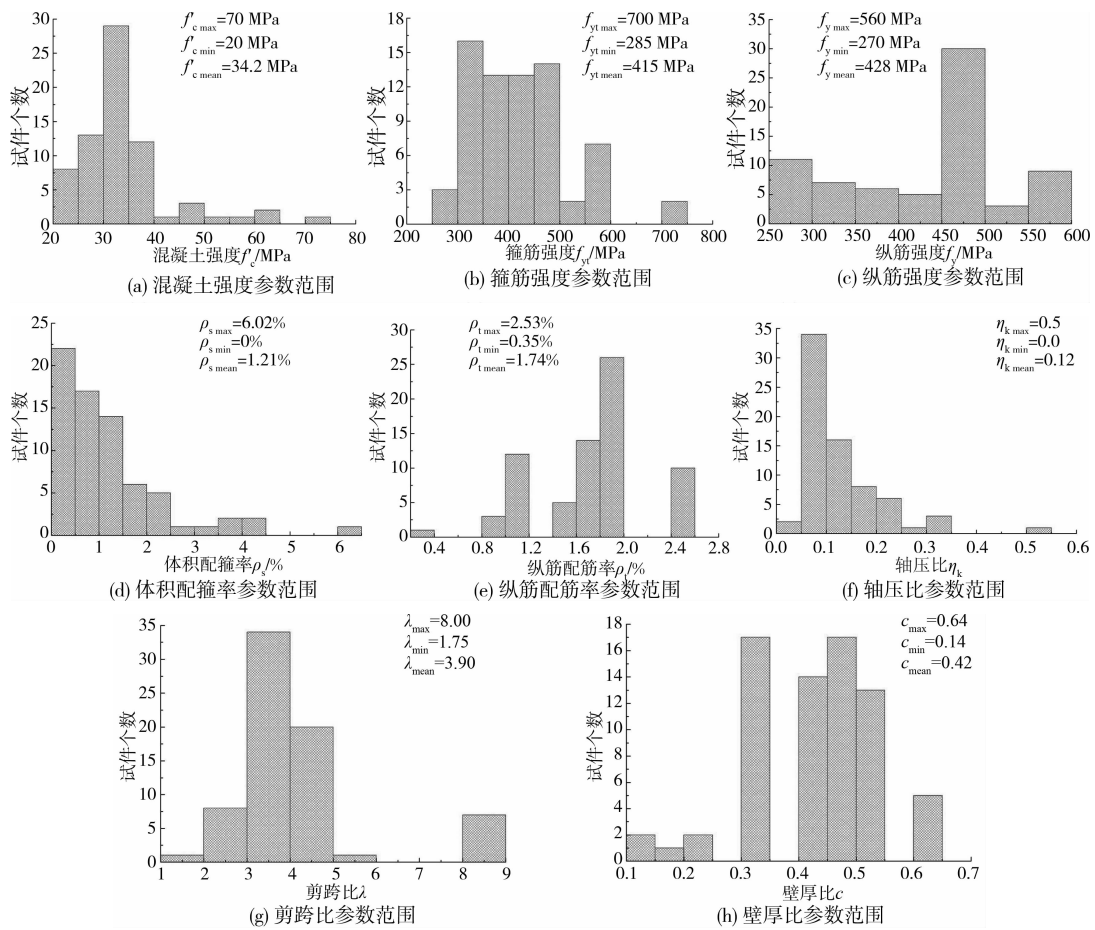 f′c max=70 MPa
f′c min=20 MPa
f′c mean=34.2 MPa
试件个数
30
25
20
15
10
5
0
20 30 40 50 60 70 80
混凝土强度f′c/MPa
(a) 混凝土强度参数范围
fyt max=700 MPa
fyt min=285 MPa
fyt mean=415 MPa
试件个数
18
15
12
9
6
3
0
200 300 400 500 600 700 800
箍筋强度fyt/MPa
(b) 箍筋强度参数范围
fy max=560 MPa
fy min=270 MPa
fy mean=428 MPa
试件个数
35
30
25
20
15
10
5
0
250 300 350 400 450 500 550 600
纵筋强度fy/MPa
(c) 纵筋强度参数范围
ρs max=6.02%
ρs min=0%
ρs mean=1.21%
试件个数
25
20
15
10
5
0
0 1 2 3 4 5 6
体积配箍率ρs/%
(d) 体积配箍率参数范围
ρt max=2.53%
ρt min=0.35%
ρt mean=1.74%
试件个数
30
25
20
15
10
5
0
0.4 0.8 1.2 1.6 2.0 2.4 2.8
纵筋配筋率ρt/%
(e) 纵筋配筋率参数范围
ηk max=0.5
ηk min=0.0
ηk mean=0.12
试件个数
35
30
25
20
15
10
5
0
0.0 0.1 0.2 0.3 0.4 0.5 0.6
轴压比ηk
(f) 轴压比参数范围
λmax=8.00
λmin=1.75
λmean=3.90
试件个数
35
30
25
20
15
10
5
0
1 2 3 4 5 6 7 8 9
剪跨比λ
(g) 剪跨比参数范围
cmax=0.64
cmin=0.14
cmean=0.42
试件个数
18
16
14
12
10
8
6
4
2
0
0.1 0.2 0.3 0.4 0.5 0.6 0.7
壁厚比c
(h) 壁厚比参数范围